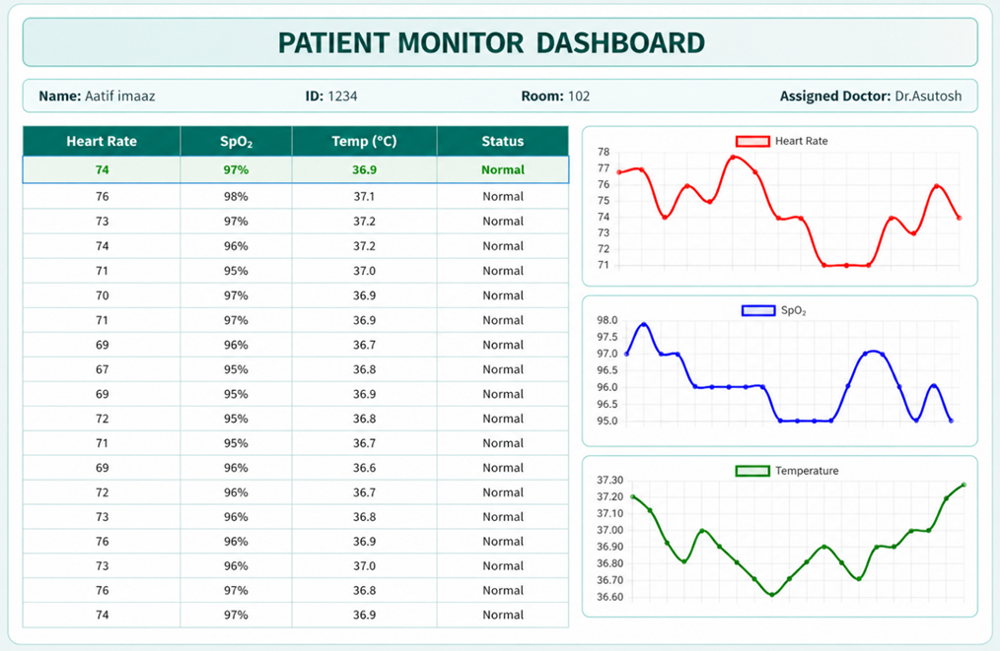 PATIENT MONITOR DASHBOARD
Name: Aatif imaaz ID: 1234 Room: 102 Assigned Doctor: Dr.Asutosh
Heart Rate SpO₂ Temp (°C) Status
74 97% 36.9 Normal
76 98% 37.1 Normal
73 97% 37.2 Normal
74 96% 37.2 Normal
71 95% 37.0 Normal
70 97% 36.9 Normal
71 97% 36.9 Normal
69 96% 36.7 Normal
67 95% 36.8 Normal
69 95% 36.9 Normal
72 95% 36.8 Normal
71 95% 36.7 Normal
69 96% 36.6 Normal
72 96% 36.7 Normal
73 96% 36.8 Normal
76 96% 36.9 Normal
73 96% 37.0 Normal
76 97% 36.8 Normal
74 97% 36.9 Normal
Heart Rate
78
77
76
75
74
73
72
71
SpO₂
98.0
97.5
97.0
96.5
96.0
96.5
95.0
Temperature
37.30
37.20
37.10
37.00
36.90
36.80
36.70
36.60